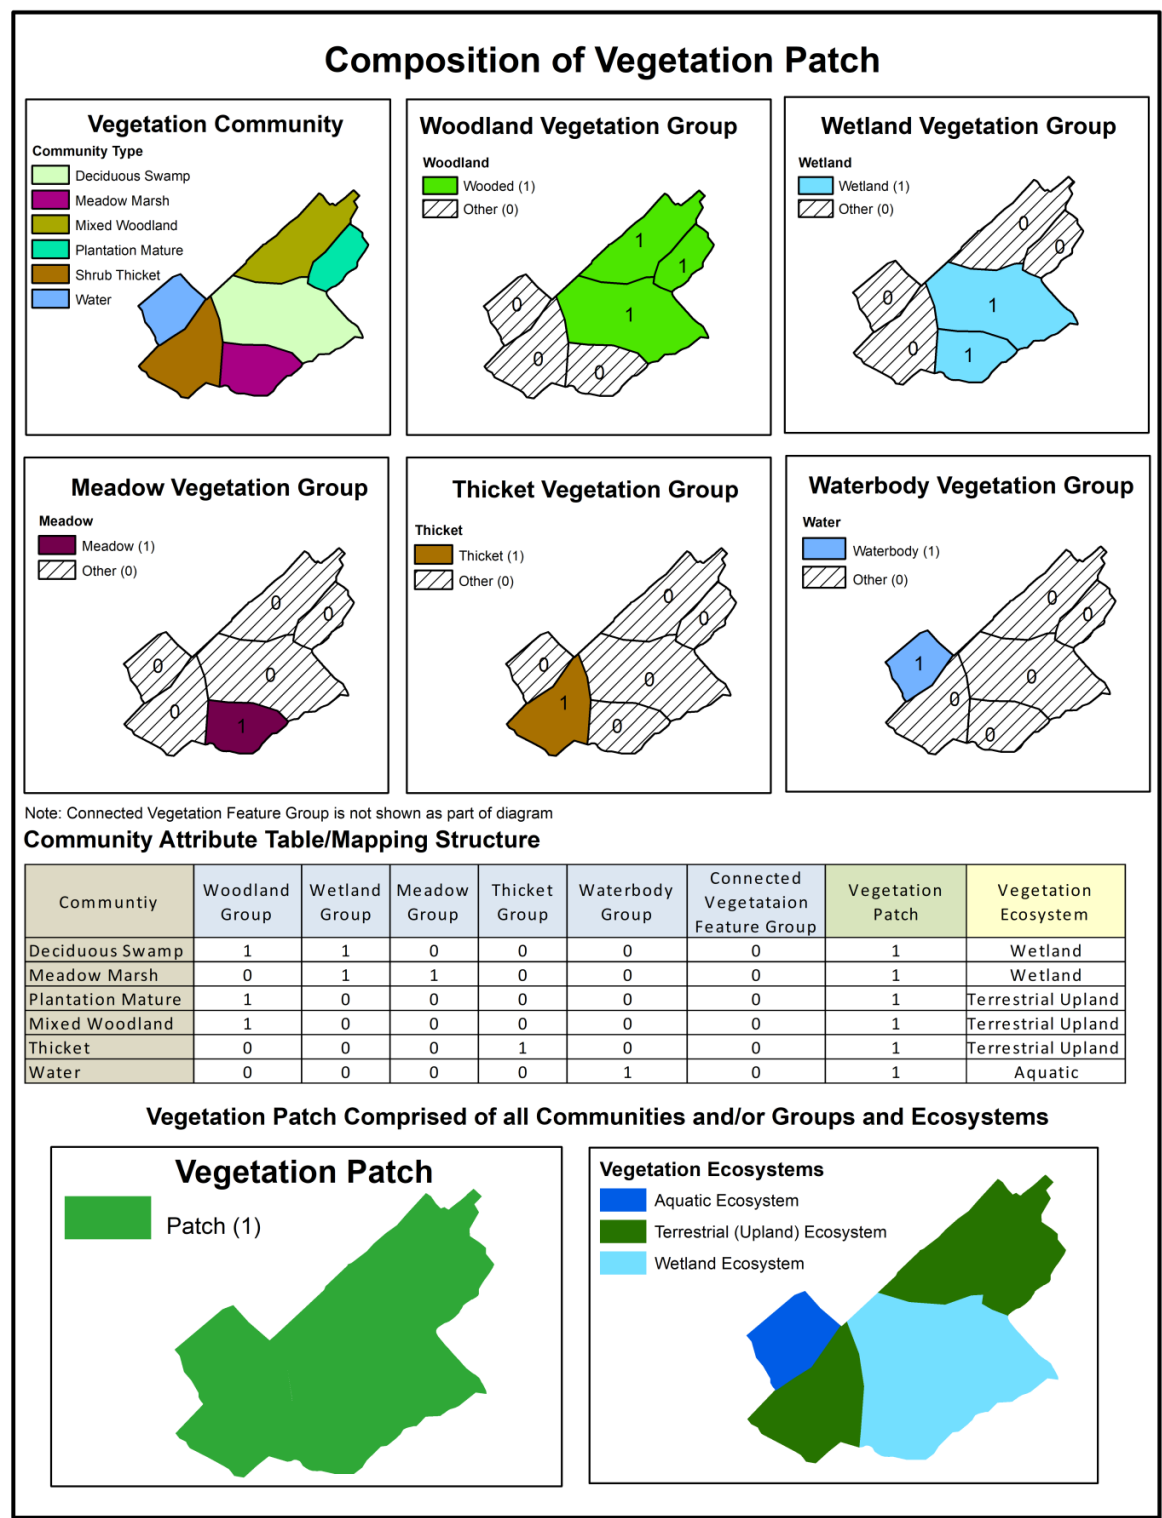 Composition of Vegetation Patch
Vegetation Community
Community Type
Deciduous Swamp
Meadow Marsh
Mixed Woodland
Plantation Mature
Shrub Thicket
Water
Woodland Vegetation Group
Woodland
Wooded (1)
Other (0)
1
1
1
0
0
0
Wetland Vegetation Group
Wetland
Wetland (1)
Other (0)
0
0
0
1
0
1
Meadow Vegetation Group
Meadow
Meadow (1)
Other (0)
0
0
0
0
0
1
Thicket Vegetation Group
Thicket
Thicket (1)
Other (0)
0
0
0
0
1
0
Waterbody Vegetation Group
Water
Waterbody (1)
Other (0)
0
0
1
0
0
0
Note: Connected Vegetation Feature Group is not shown as part of diagram
Community Attribute Table/Mapping Structure
Communtiy Woodland Group Wetland Group Meadow Group Thicket Group Waterbody Group Connected Vegetataion Feature Group Vegetation Patch Vegetation Ecosystem
Deciduous Swamp 1 1 0 0 0 0 1 Wetland
Meadow Marsh 0 1 1 0 0 0 1 Wetland
Plantation Mature 1 0 0 0 0 0 1 Terrestrial Upland
Mixed Woodland 1 0 0 0 0 0 1 Terrestrial Upland
Thicket 0 0 0 1 0 0 1 Terrestrial Upland
Water 0 0 0 0 1 0 1 Aquatic
Vegetation Patch Comprised of all Communities and/or Groups and Ecosystems
Vegetation Patch
Patch (1)
Vegetation Ecosystems
Aquatic Ecosystem
Terrestrial (Upland) Ecosystem
Wetland Ecosystem